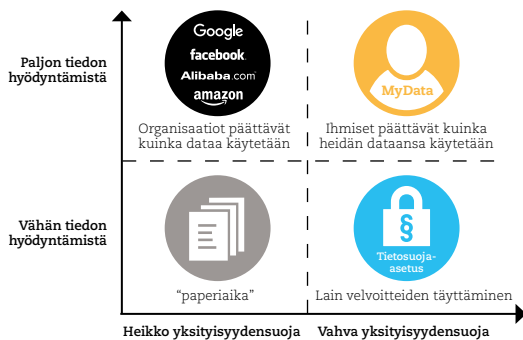 Paljon tiedon
hyödyntämistä
Google
facebook
Alibaba.com
amazon
Organisaatiot päättävät
kuinka dataa käytetään
MyData
Ihmiset päättävät kuinka
heidän dataansa käytetään
Vähän tiedon
hyödyntämistä
"paperiaika"
§
Tietosuoja-
asetus
Lain velvoitteiden täyttäminen
Heikko yksityisyydensuoja
Vahva yksityisyydensuoja